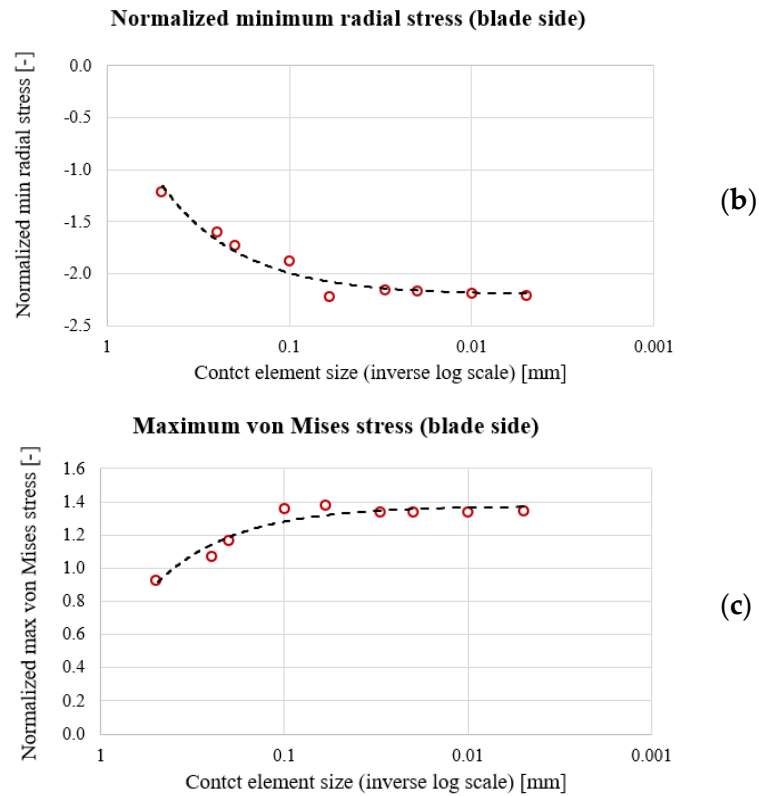 Normalized minimum radial stress (blade side)
Normalized min radial stress [-]
0.0
-0.5
-1.0
-1.5
-2.0
-2.5
1
0.1
0.01
0.001
Contct element size (inverse log scale) [mm]
(b)
Maximum von Mises stress (blade side)
Normalized max von Mises stress [-]
1.6
1.4
1.2
1.0
0.8
0.6
0.4
0.2
0.0
1
0.1
0.01
0.001
Contct element size (inverse log scale) [mm]
(c)